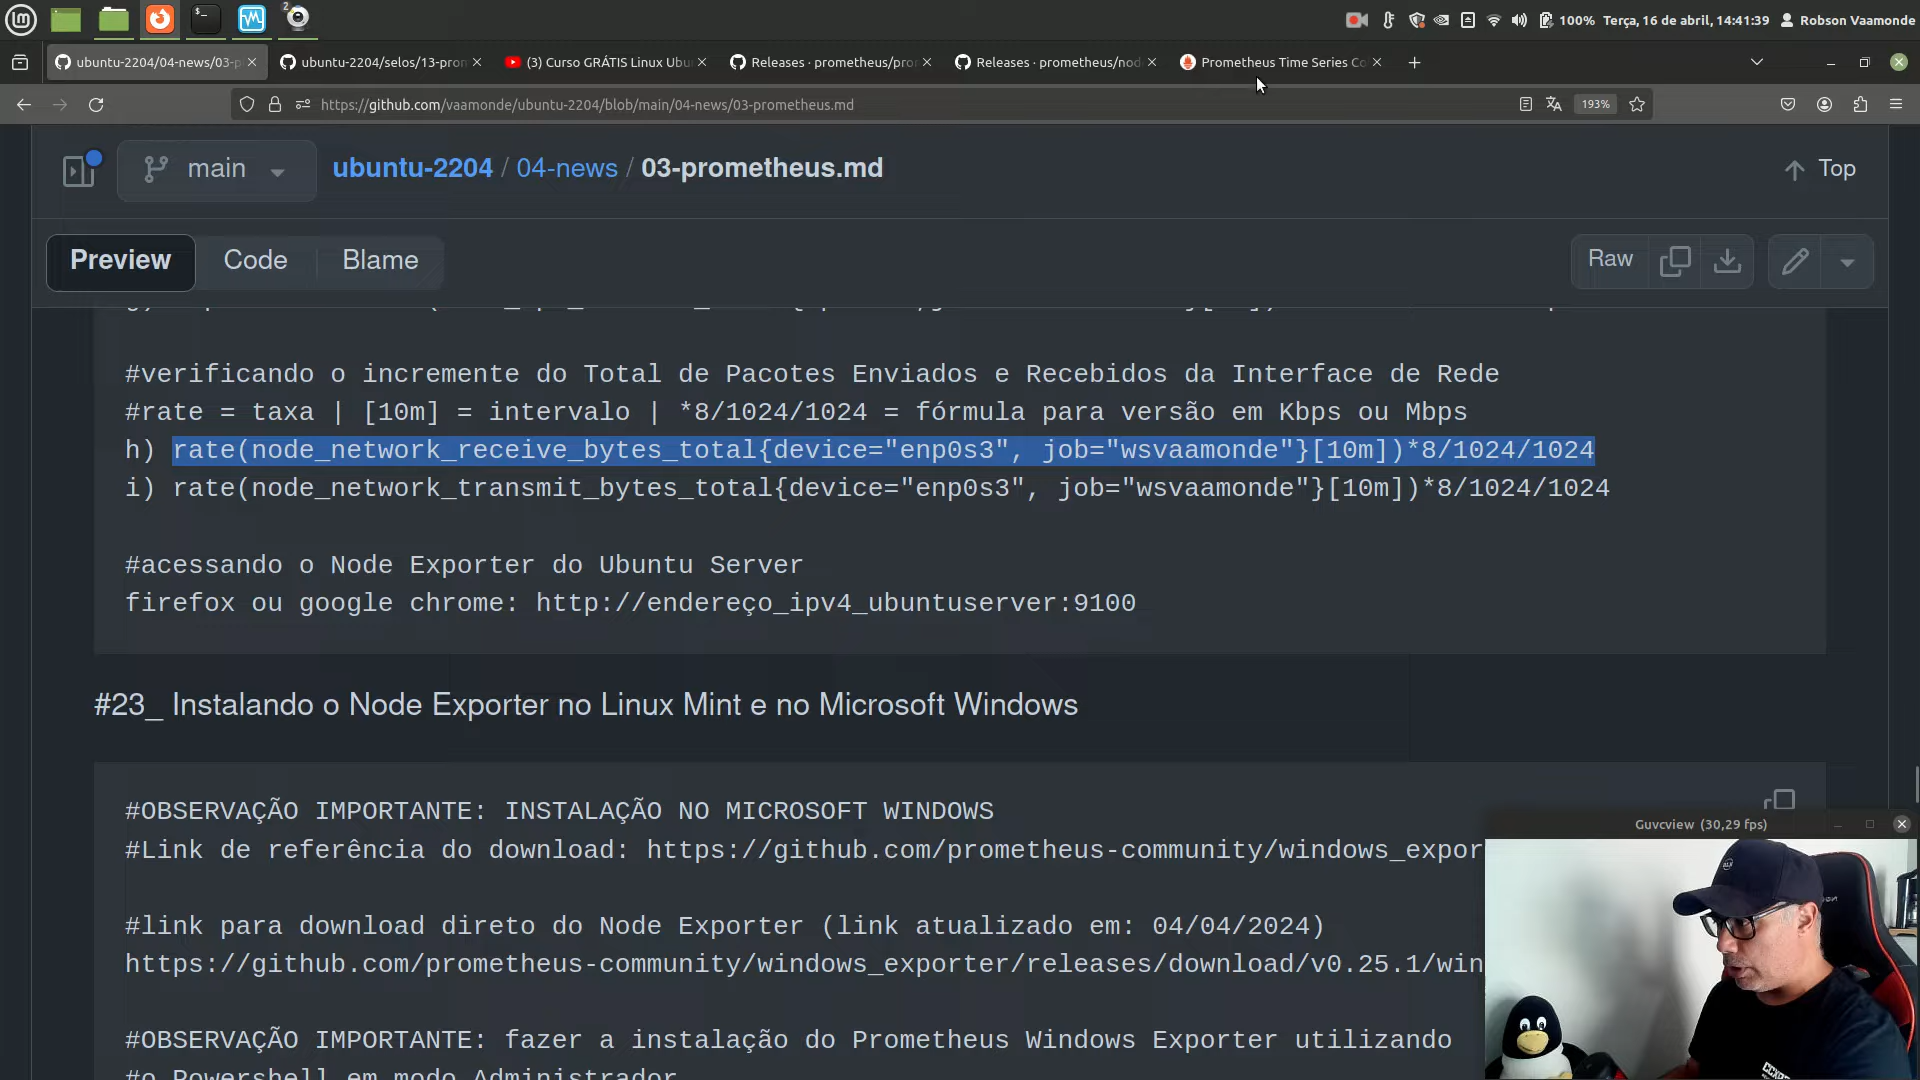 2
100% Terça, 16 de abril, 14:41:39 Robson Vaamonde
ubuntu-2204/04-news/03-p
ubuntu-2204/selos/13-pron
(3) Curso GRÁTIS Linux Ubu
Releases · prometheus/pro
Releases · prometheus/nod
Prometheus Time Series Co
https://github.com/vaamonde/ubuntu-2204/blob/main/04-news/03-prometheus.md
193%
main
ubuntu-2204 / 04-news / 03-prometheus.md
Top
Preview
Code
Blame
Raw
#verificando o incremente do Total de Pacotes Enviados e Recebidos da Interface de Rede
#rate = taxa | [10m] = intervalo | *8/1024/1024 = fórmula para versão em Kbps ou Mbps
h) rate(node_network_receive_bytes_total{device="enp0s3", job="wsvaamonde"}[10m])*8/1024/1024
i) rate(node_network_transmit_bytes_total{device="enp0s3", job="wsvaamonde"}[10m])*8/1024/1024
#acessando o Node Exporter do Ubuntu Server
firefox ou google chrome: http://endereço_ipv4_ubuntuserver:9100
#23_ Instalando o Node Exporter no Linux Mint e no Microsoft Windows
#OBSERVAÇÃO IMPORTANTE: INSTALAÇÃO NO MICROSOFT WINDOWS
#Link de referência do download: https://github.com/prometheus-community/windows_expor
#link para download direto do Node Exporter (link atualizado em: 04/04/2024)
https://github.com/prometheus-community/windows_exporter/releases/download/v0.25.1/win
#OBSERVAÇÃO IMPORTANTE: fazer a instalação do Prometheus Windows Exporter utilizando
#o Powershell em modo Administrador
Guvcview (30,29 fps)